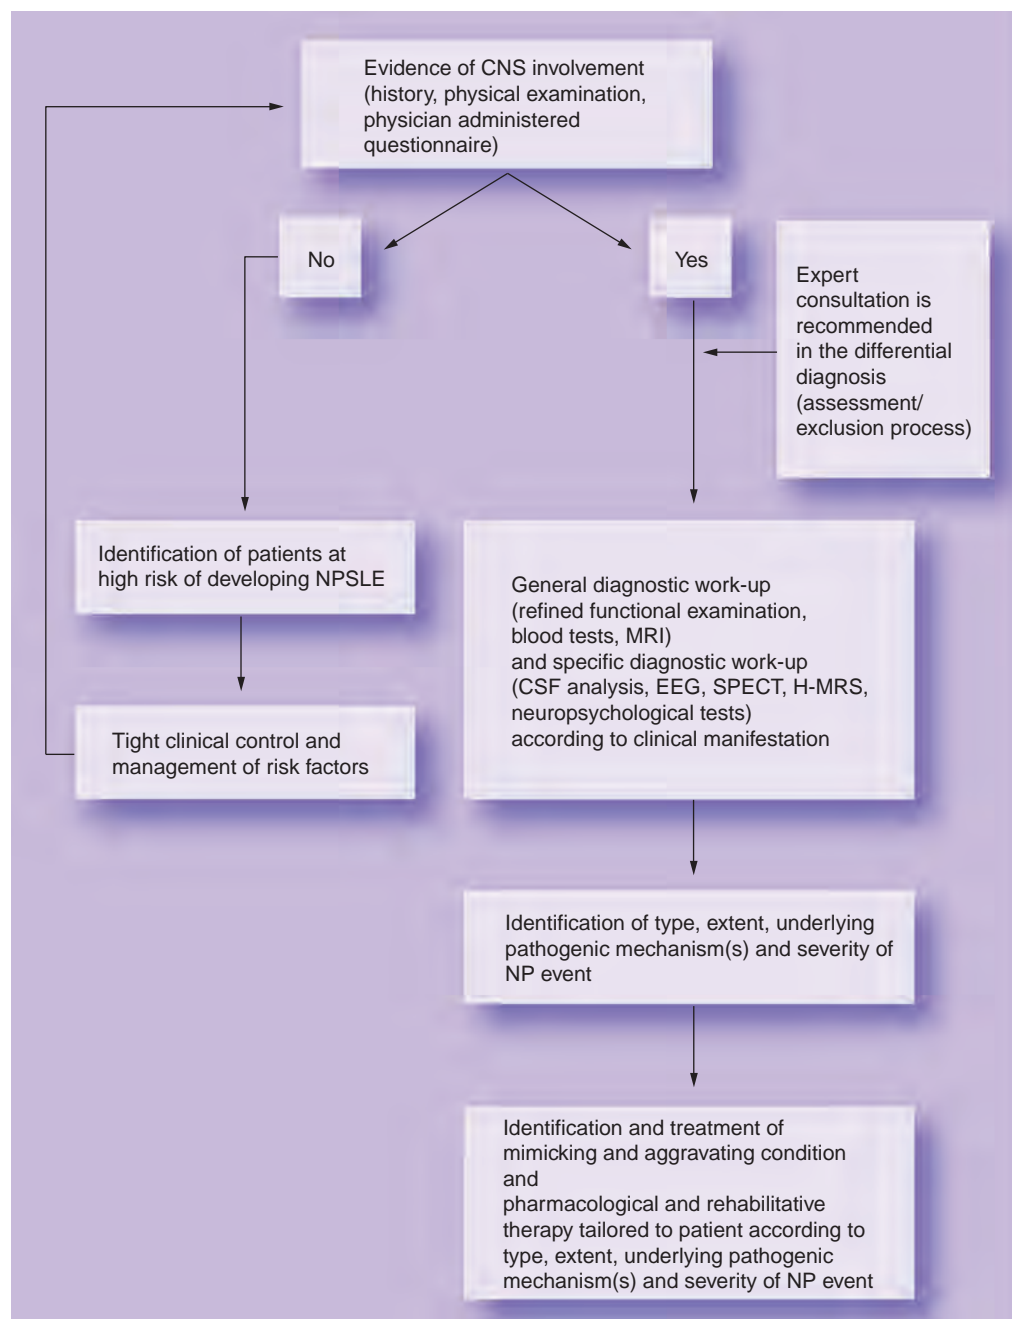 Evidence of CNS involvement
(history, physical examination,
physician administered
questionnaire)
No
Yes
Expert
consultation is
recommended
in the differential
diagnosis
(assessment/
exclusion process)
Identification of patients at
high risk of developing NPSLE
Tight clinical control and
management of risk factors
General diagnostic work-up
(refined functional examination,
blood tests, MRI)
and specific diagnostic work-up
(CSF analysis, EEG, SPECT, H-MRS,
neuropsychological tests)
according to clinical manifestation
Identification of type, extent, underlying
pathogenic mechanism(s) and severity of
NP event
Identification and treatment of
mimicking and aggravating condition
and
pharmacological and rehabilitative
therapy tailored to patient according to
type, extent, underlying pathogenic
mechanism(s) and severity of NP event